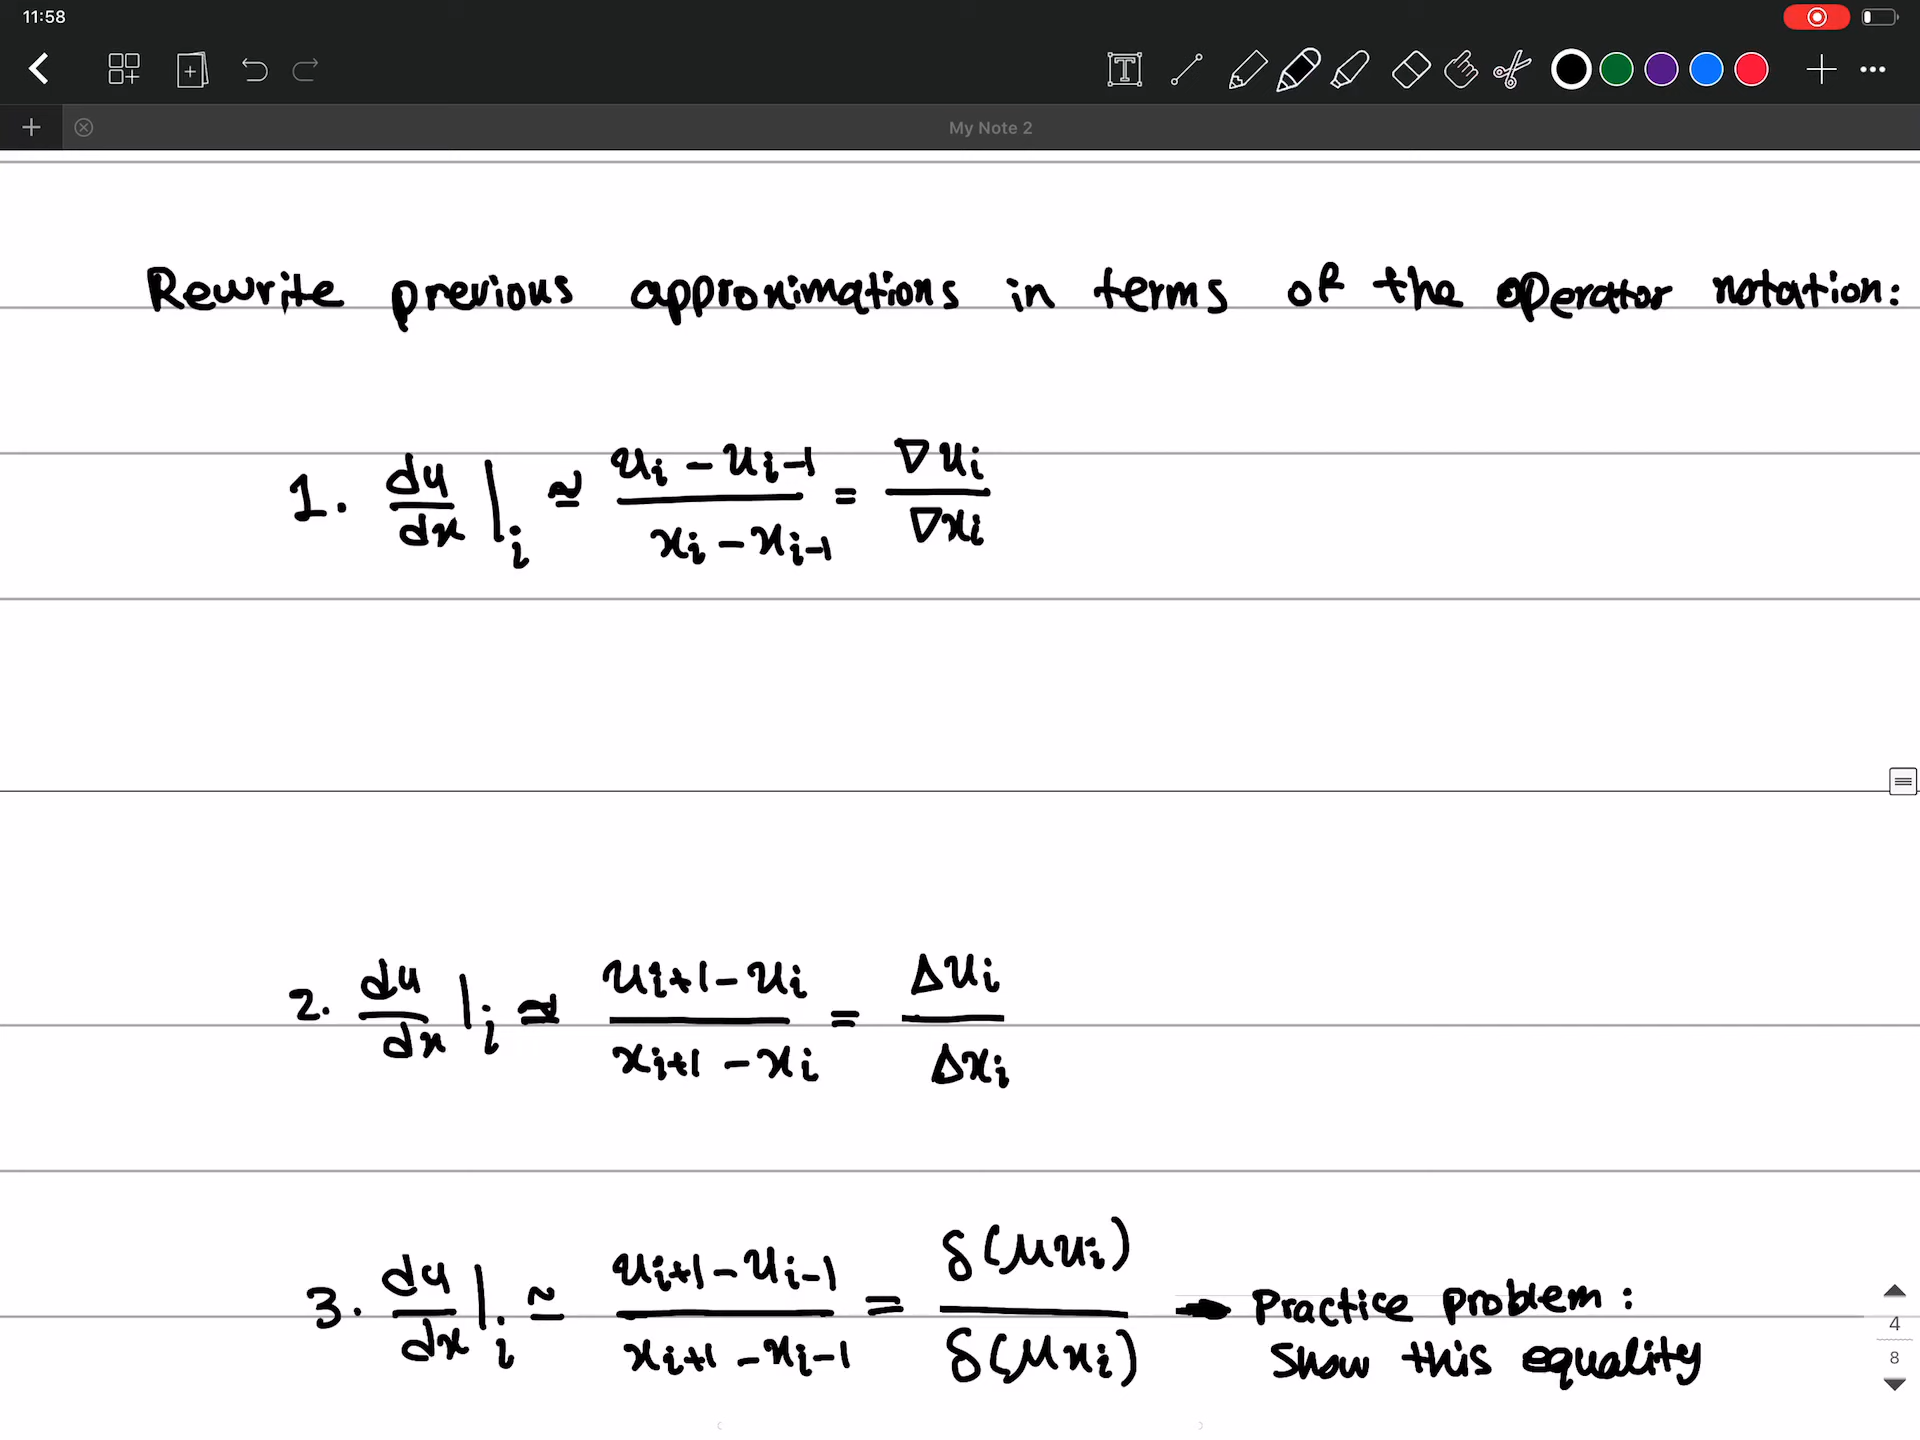 11:58
My Note 2
Rewrite previous approximations in terms of the operator notation:
1. du/dx |i ≃ (ui - ui-1)/(xi - xi-1) = ∇ui/∇xi
2. du/dx |i ≃ (ui+1 - ui)/(xi+1 - xi) = Δui/Δxi
3. du/dx |i ≃ (ui+1 - ui-1)/(xi+1 - xi-1) = δ(μui)/δ(μxi) → Practice problem:
Show this equality
4
8